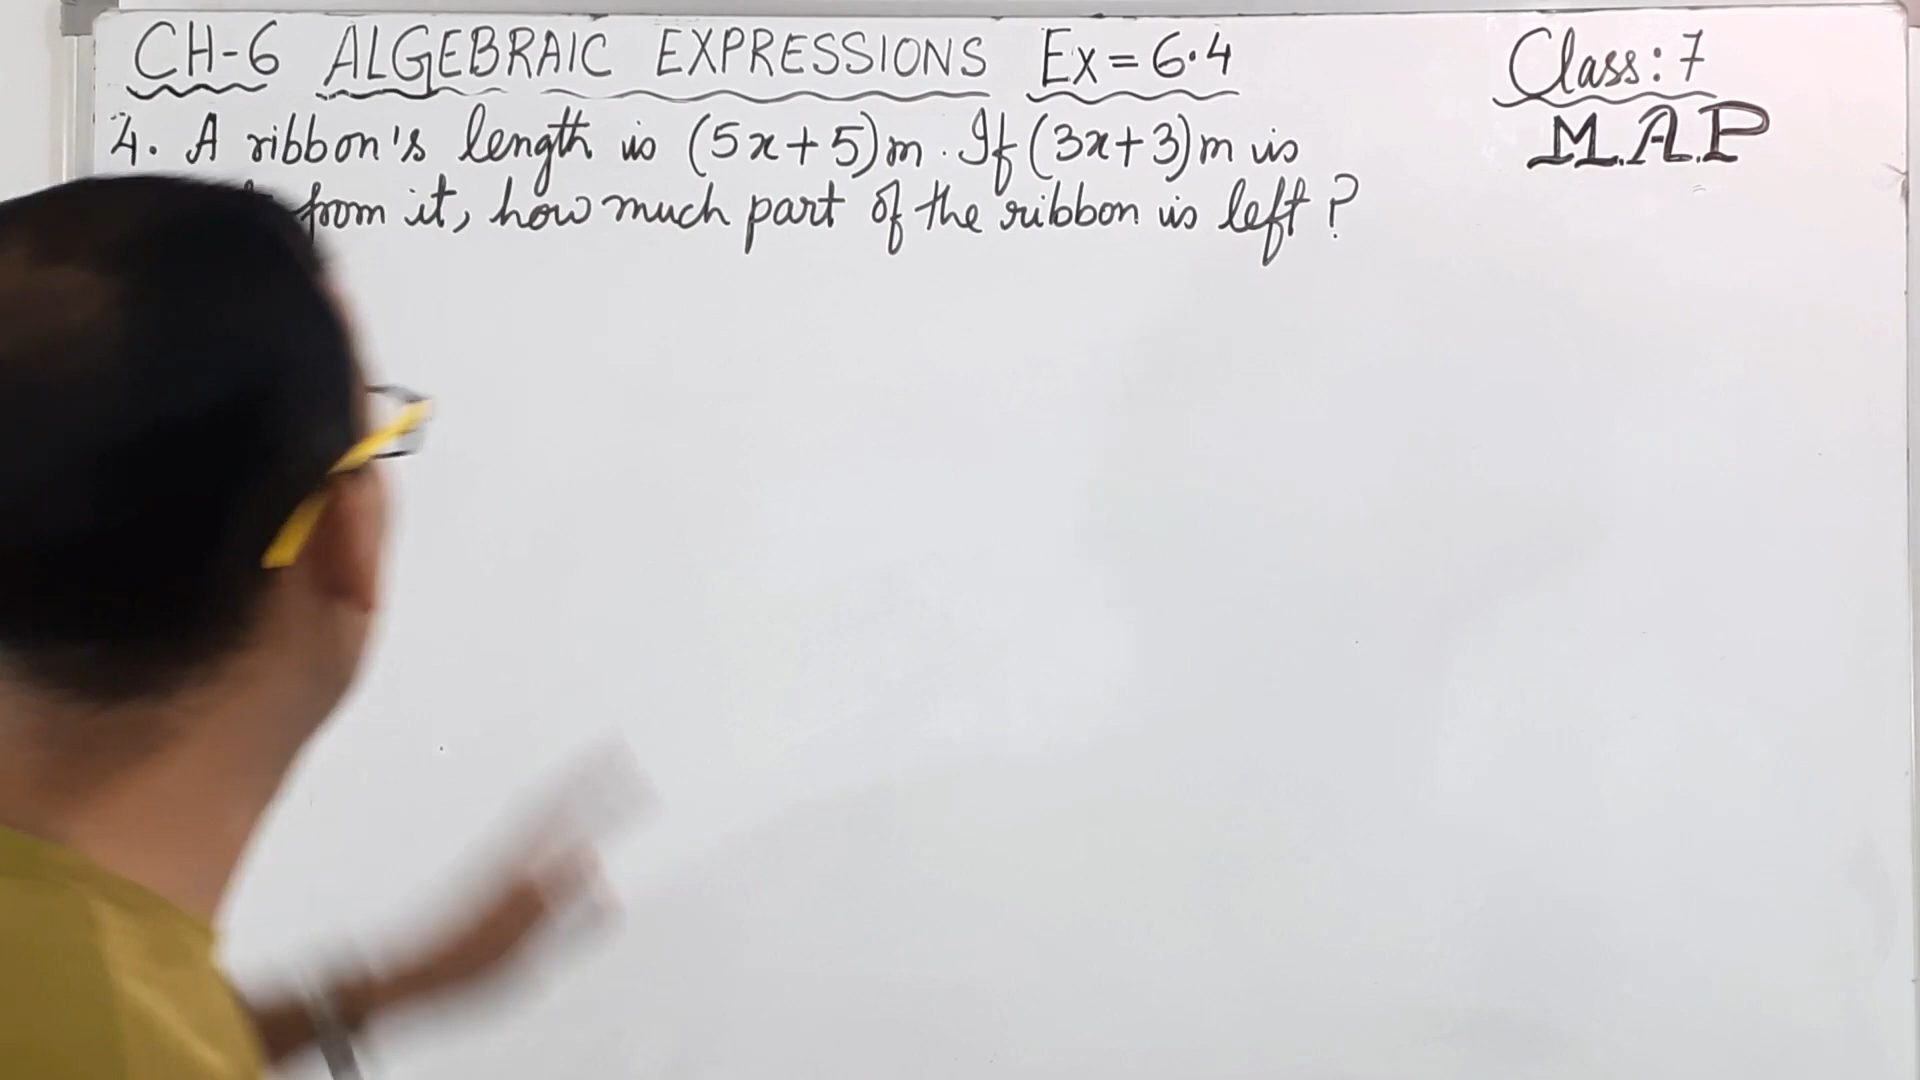 CH-6 ALGEBRAIC EXPRESSIONS Ex = 6.4
Class: 7
M.A.P
4. A ribbon's length is (5x+5)m. If (3x+3)m is
from it, how much part of the ribbon is left?